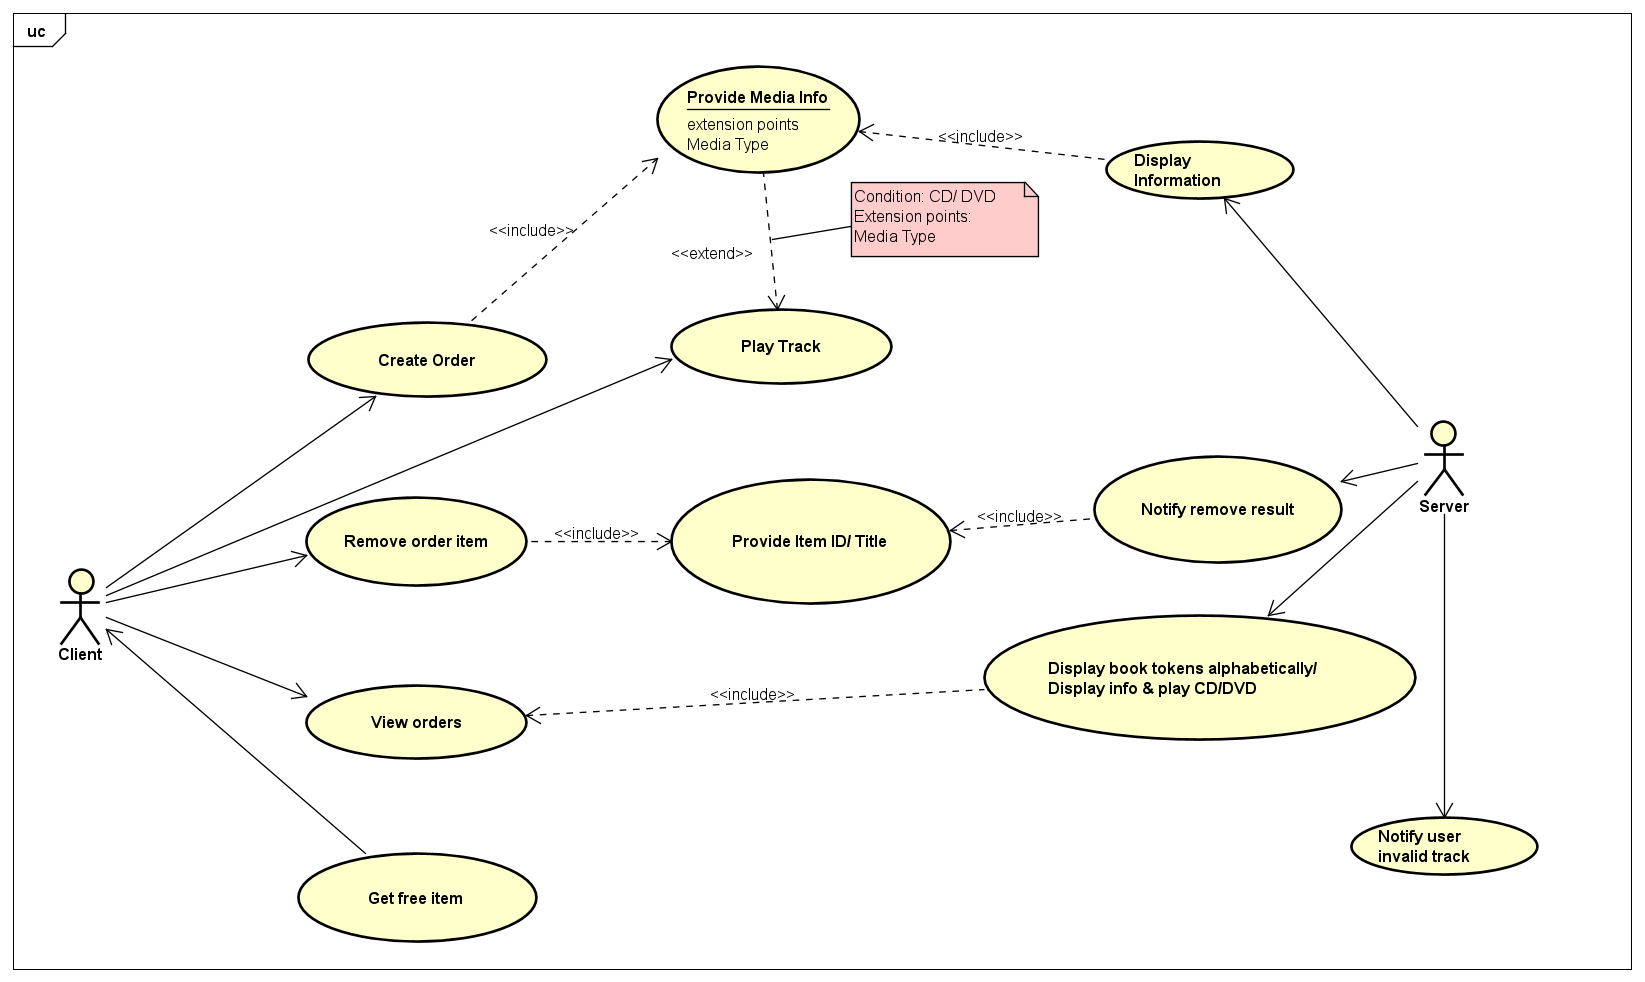 uc
Provide Media Info
extension points
Media Type
<<include>>
Display
Information
Condition: CD/ DVD
Extension points:
Media Type
<<include>>
<<extend>>
Create Order
Play Track
Server
Notify remove result
<<include>>
Remove order item
<<include>>
Provide Item ID/ Title
Client
Display book tokens alphabetically/
Display info & play CD/DVD
<<include>>
View orders
Notify user
invalid track
Get free item